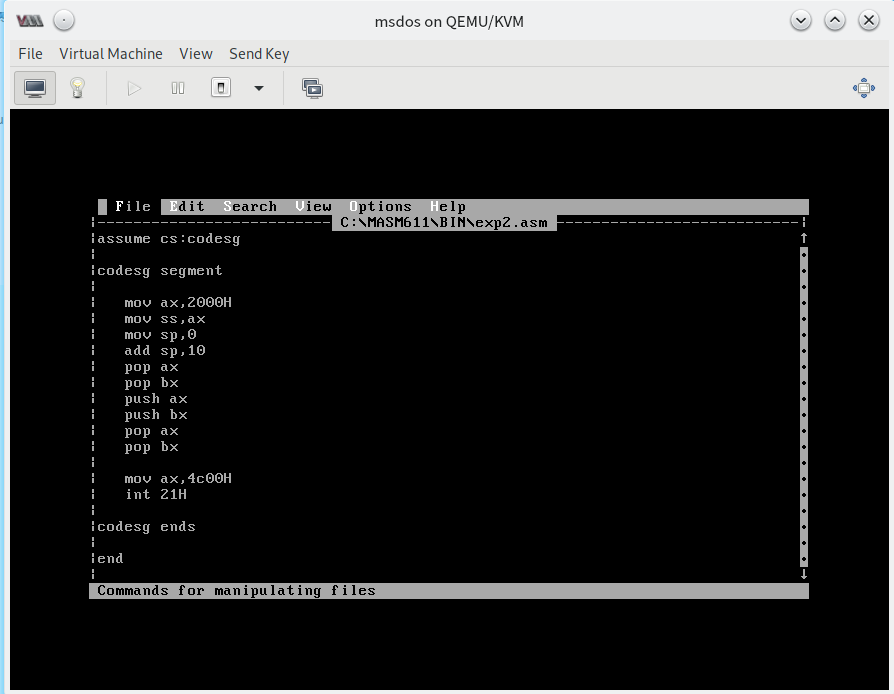 msdos on QEMU/KVM
File Virtual Machine View Send Key
File Edit Search View Options Help
C:\MASM611\BIN\exp2.asm
assume cs:codesg
codesg segment
mov ax,2000H
mov ss,ax
mov sp,0
add sp,10
pop ax
pop bx
push ax
push bx
pop ax
pop bx
mov ax,4c00H
int 21H
codesg ends
end
Commands for manipulating files